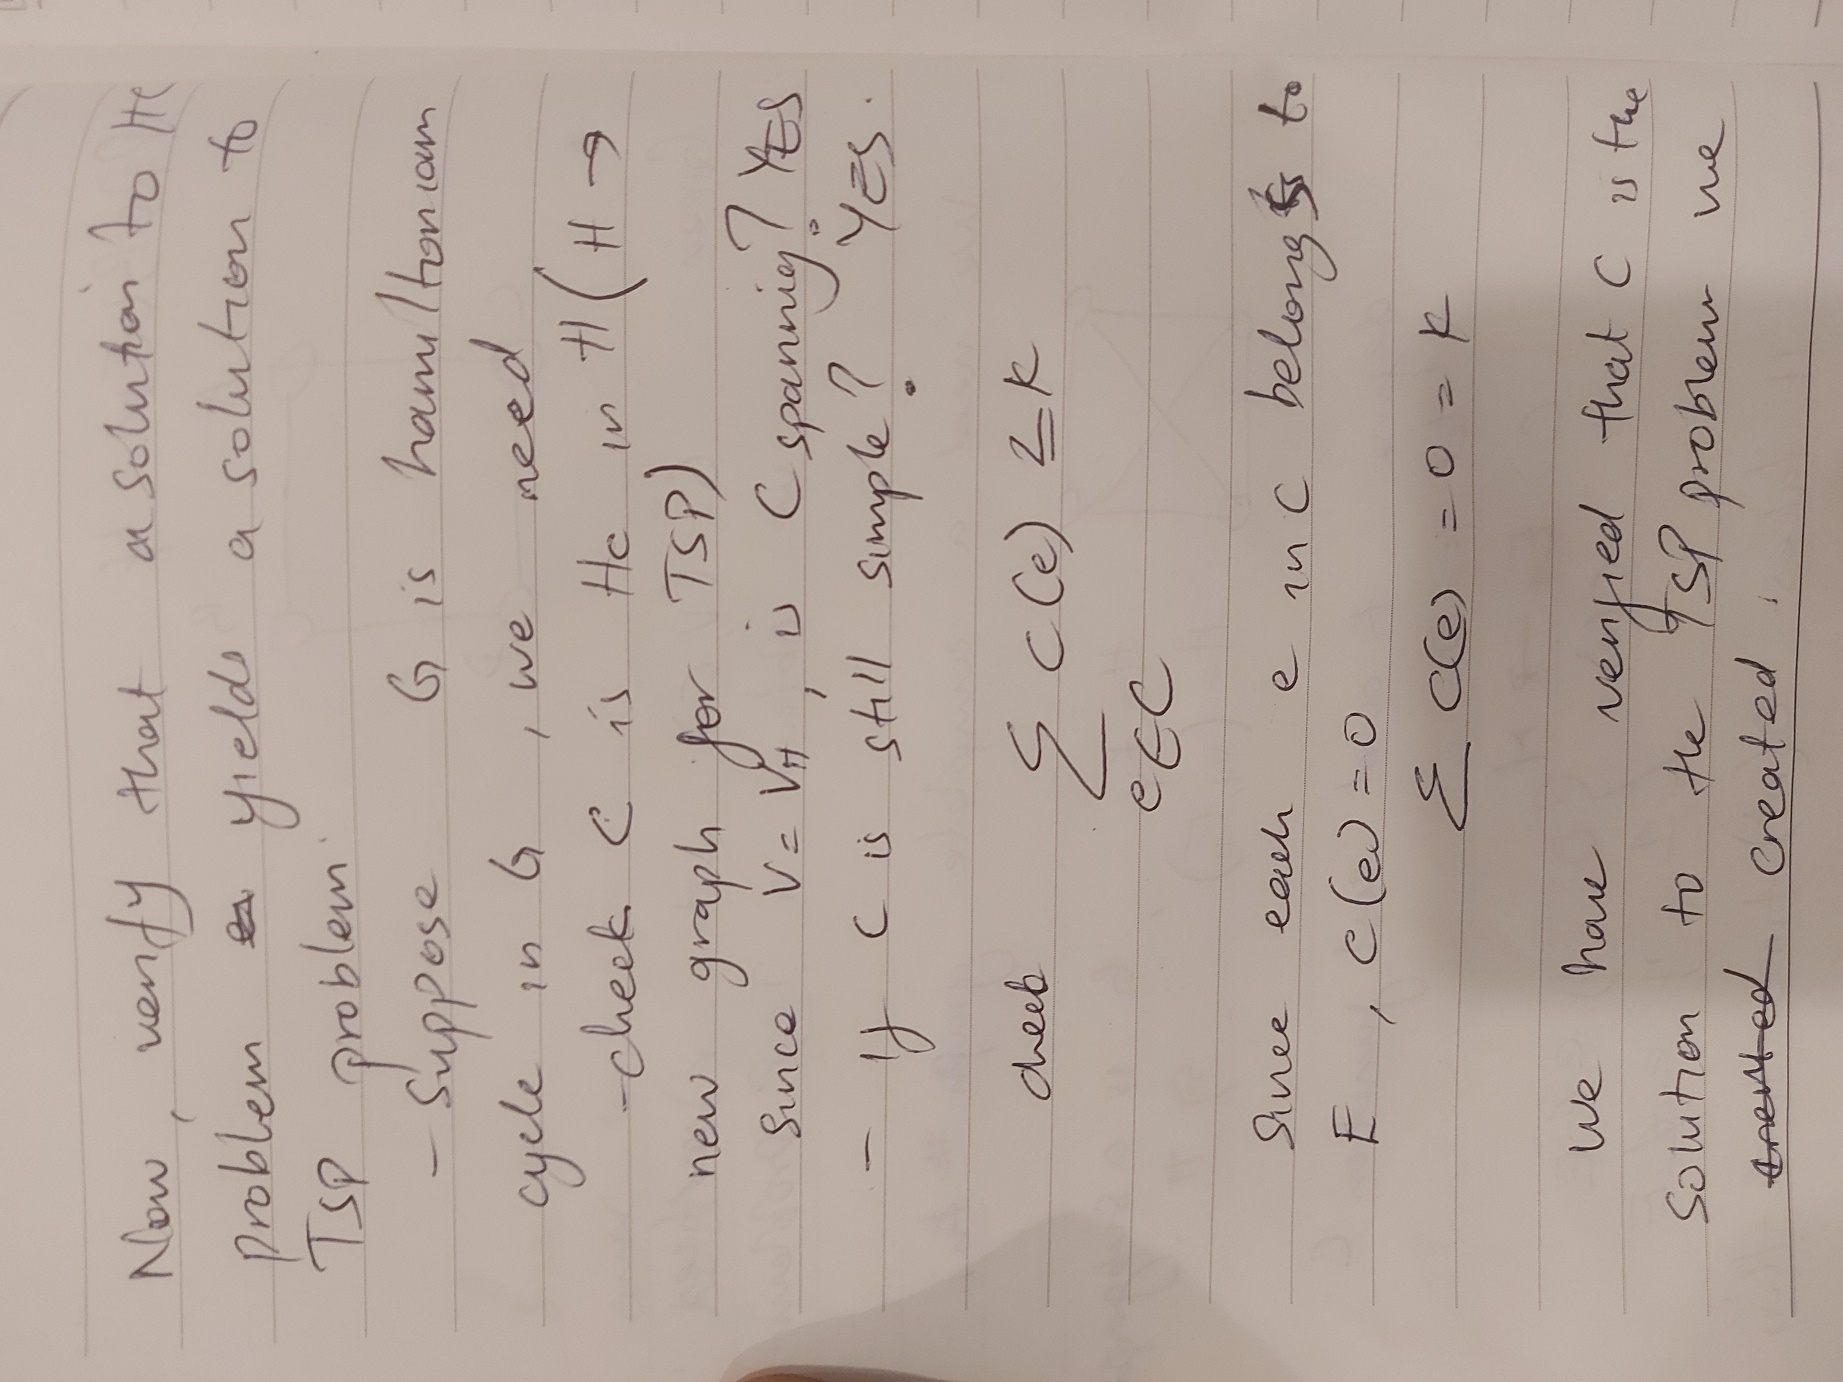 Now, verify that a solution to HC
problem yields a solution to
TSP problem
- Suppose G is hamiltonian
cycle in G, we need
- check C is Hc in H (H →
new graph for TSP)
Since V = V_H, is C spanning? YES
- If C is still simple? YES.
check ∑ C(e) ≤ K
e∈C
Since each e in C belongs to
E, C(e) = 0
∑ C(e) = 0 = K
We have verified that C is the
Solution to the TSP problem we
created.